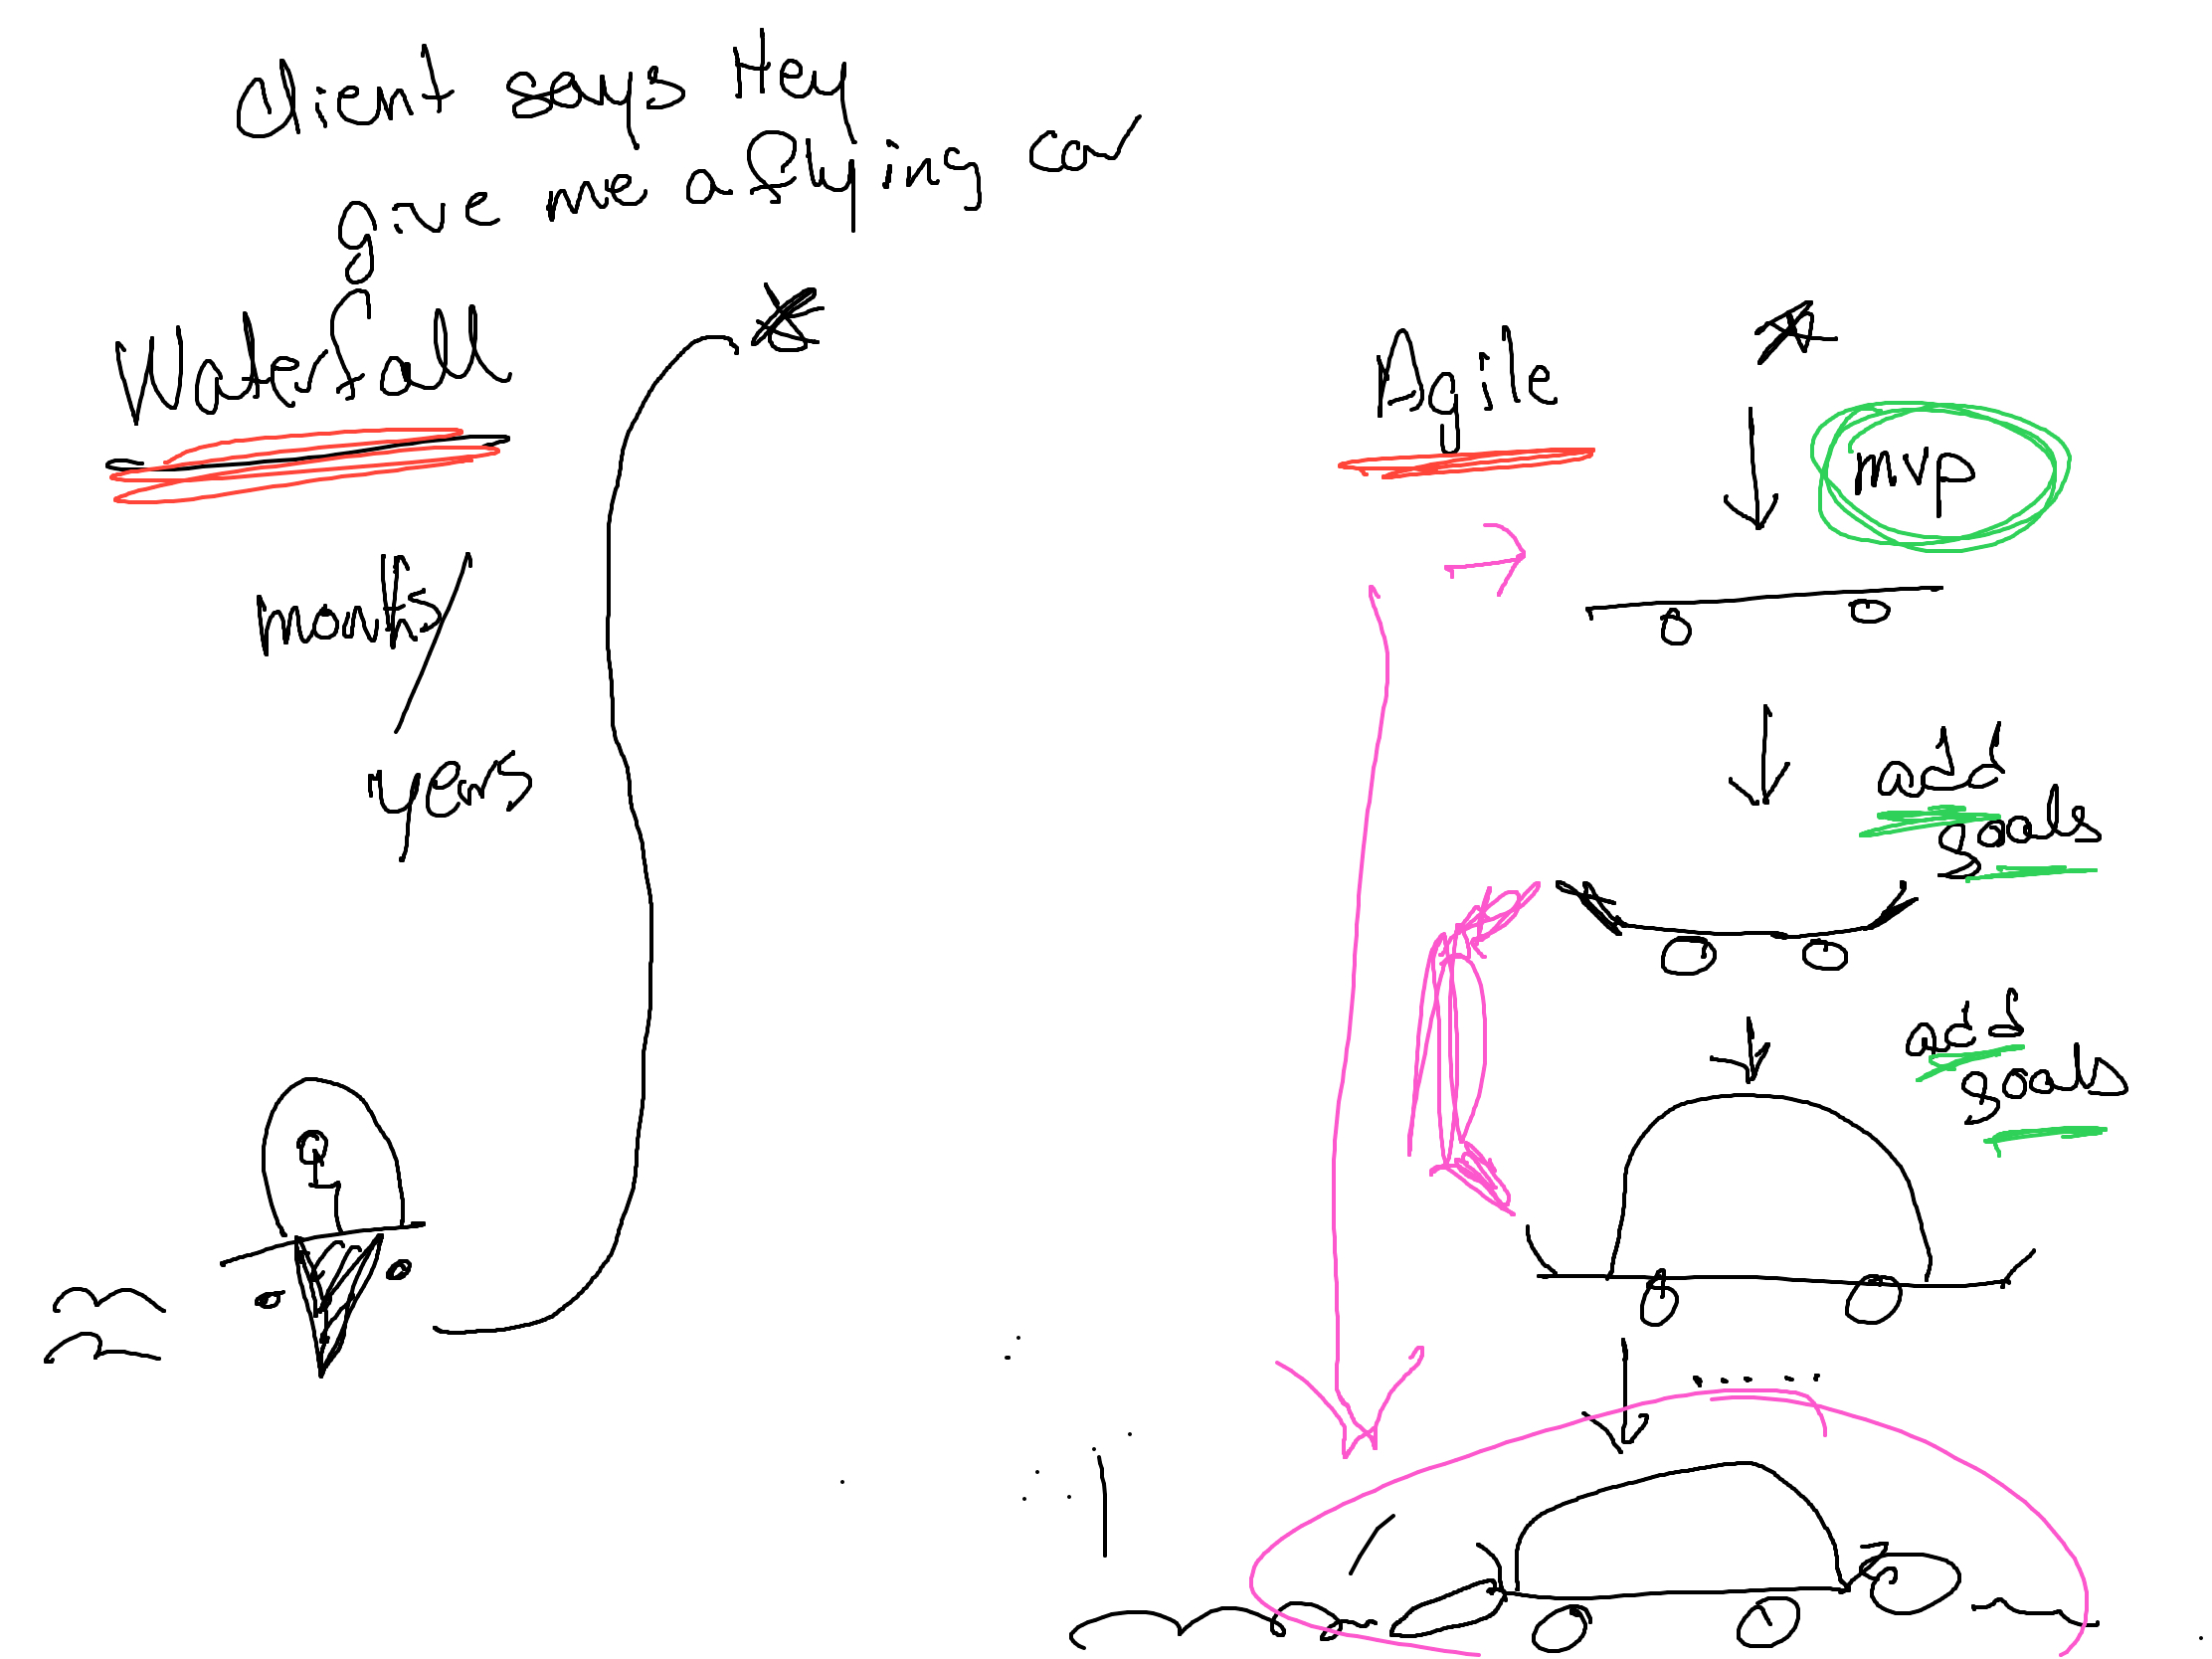 client says Hey
give me a flying car
Waterfall
months/
years
Agile
mvp
add
goals
add
goals